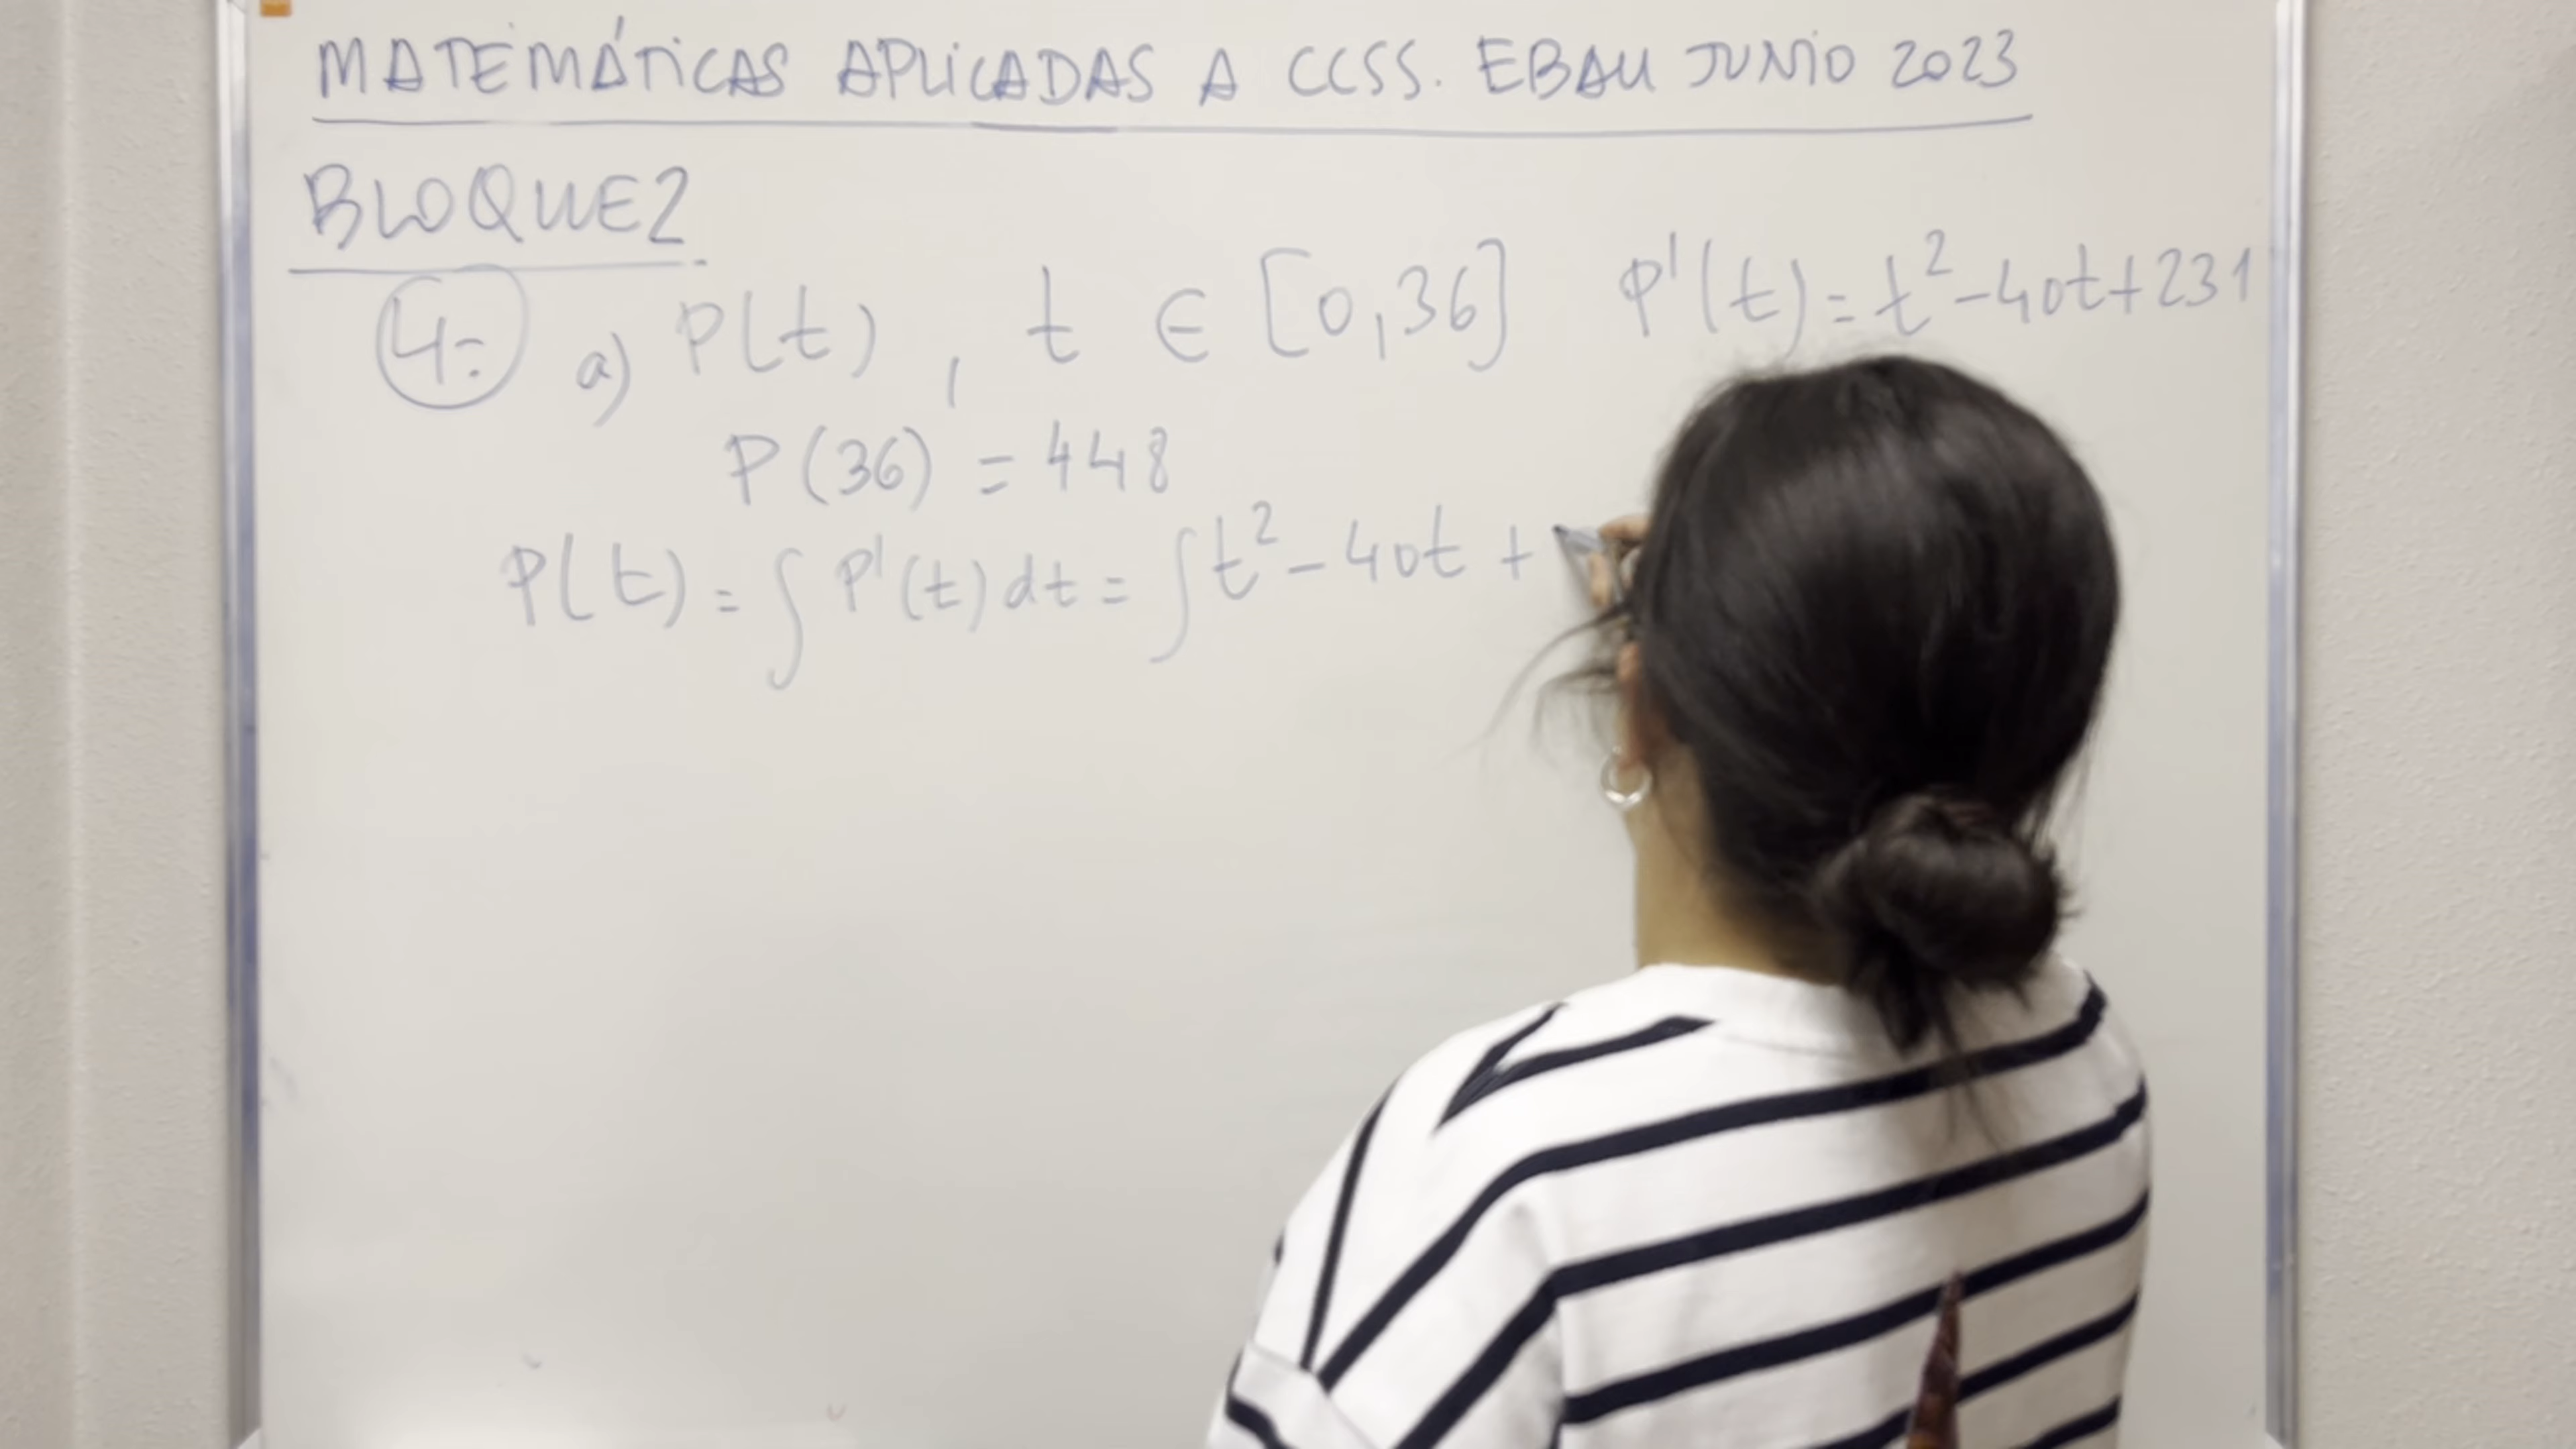 MATEMÁTICAS APLICADAS A CCSS. EBAU JUNIO 2023
BLOQUE 2
4.- a) P(t), t ∈ [0,36] P'(t) = t² - 40t + 231
P(36) = 448
P(t) = ∫ P'(t) dt = ∫ t² - 40t +